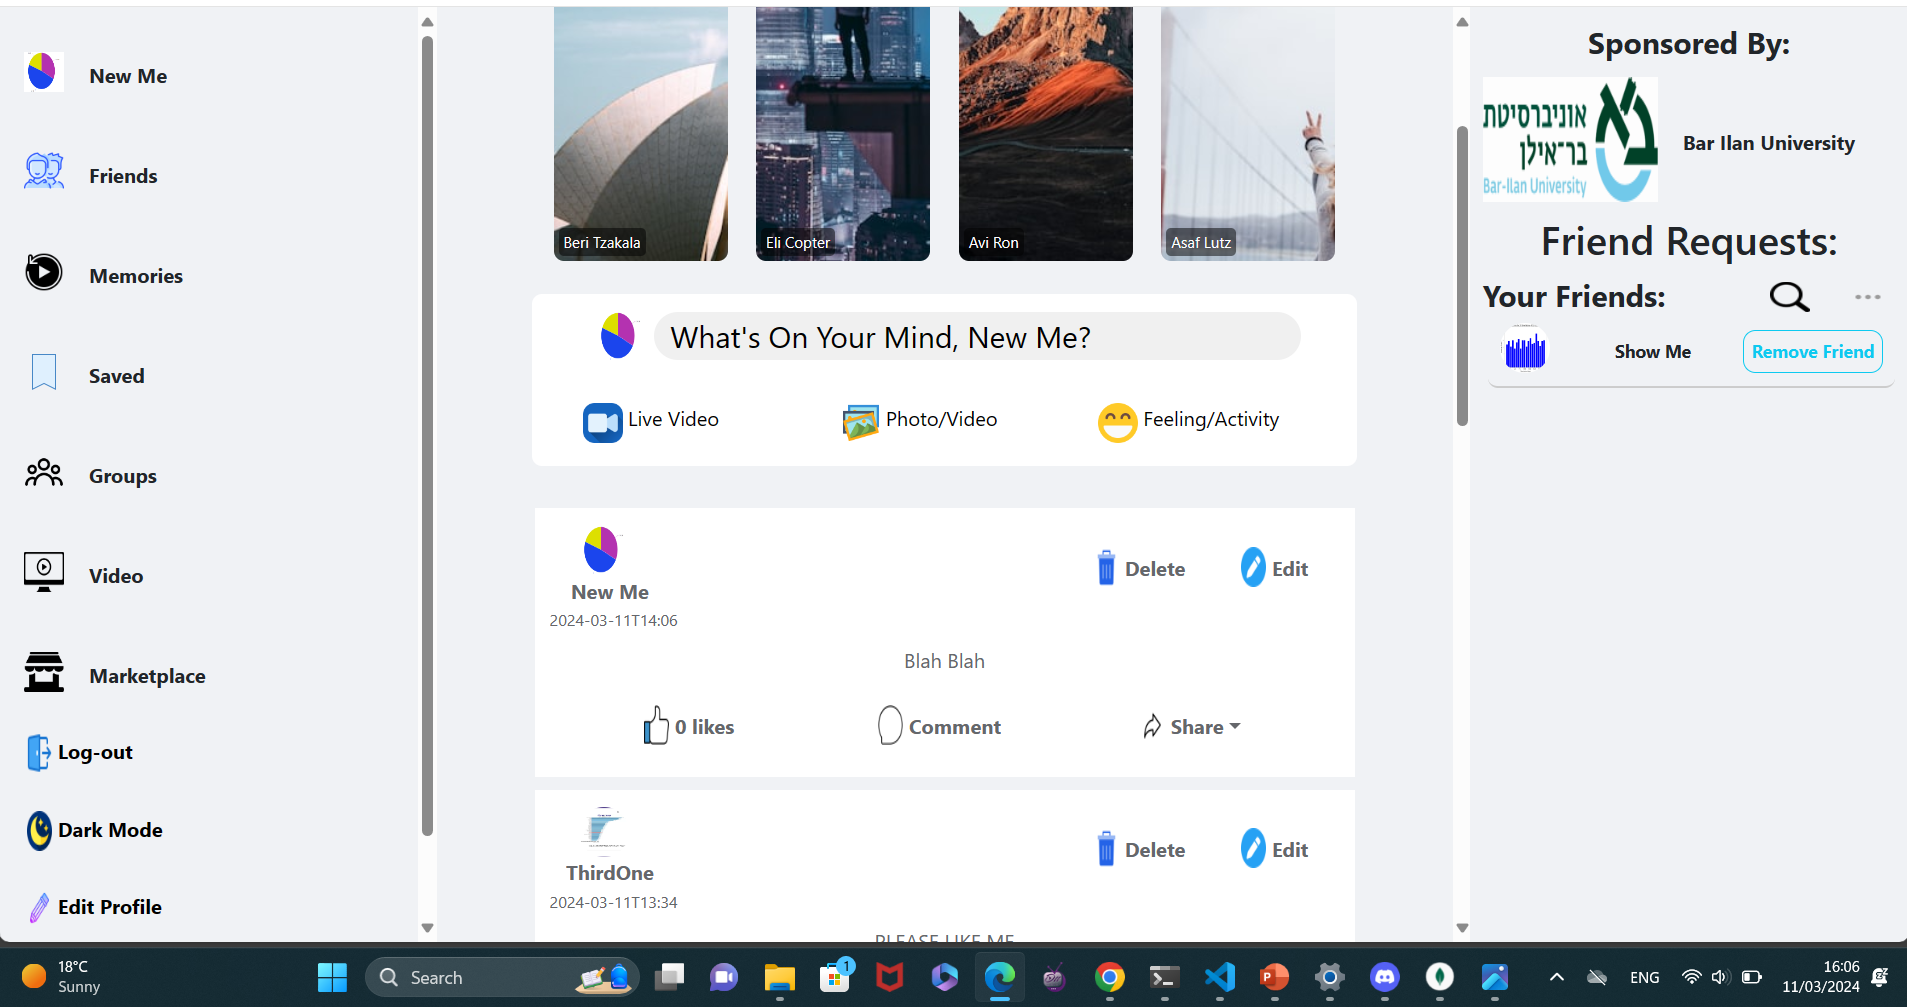 New Me
Friends
Memories
Saved
Groups
Video
Marketplace
Log-out
Dark Mode
Edit Profile
Beri Tzakala
Eli Copter
Avi Ron
Asaf Lutz
What's On Your Mind, New Me?
Live Video
Photo/Video
Feeling/Activity
New Me
2024-03-11T14:06
Delete
Edit
Blah Blah
0 likes
Comment
Share
ThirdOne
2024-03-11T13:34
Delete
Edit
PLEASE LIKE ME
Sponsored By:
אוניברסיטת
בר-אילן
Bar-Ilan University
Bar Ilan University
Friend Requests:
Your Friends:
Show Me
Remove Friend
18°C
Sunny
Search
1
ENG
16:06
11/03/2024